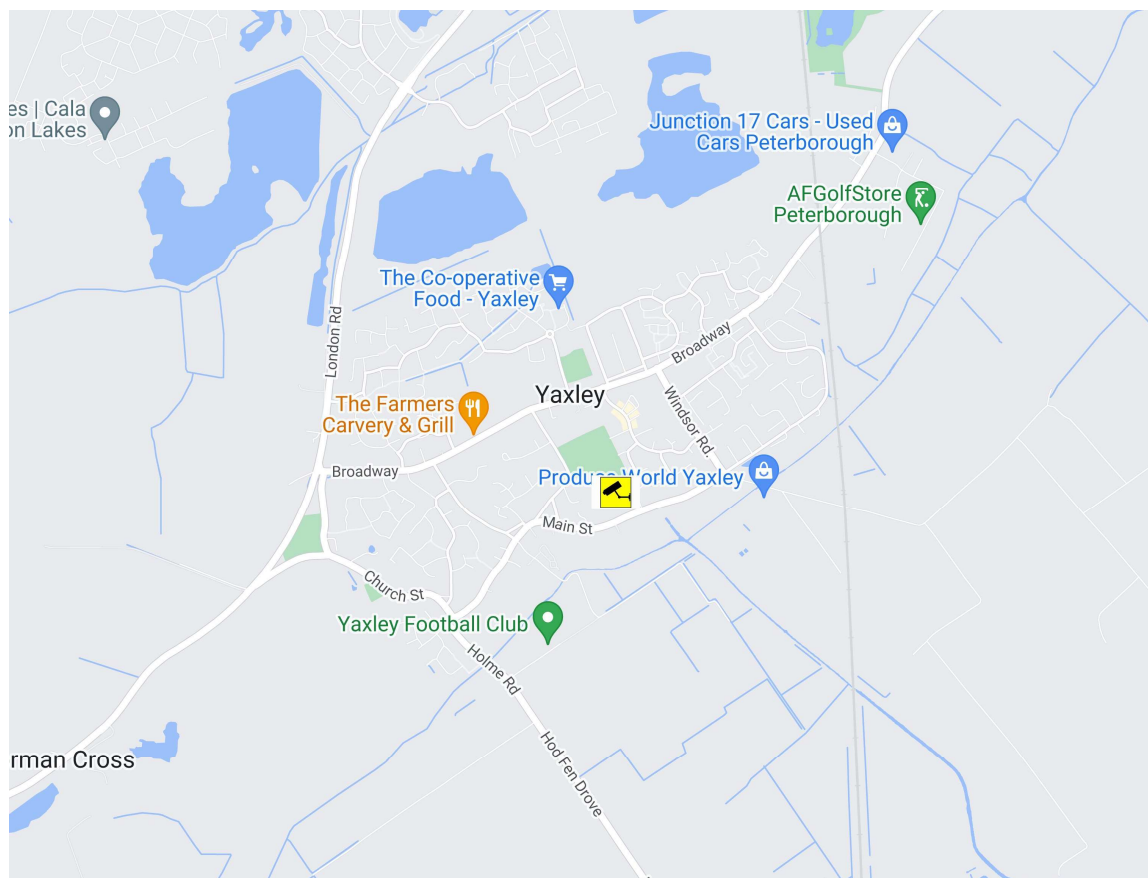 es | Cala
on Lakes
Junction 17 Cars - Used
Cars Peterborough
AFGolfStore
Peterborough
The Co-operative
Food - Yaxley
London Rd
Broadway
Yaxley
The Farmers
Carvery & Grill
Windsor Rd.
Broadway
Produce World Yaxley
Main St
Church St
Yaxley Football Club
Holme Rd
Hod Fen Drove
rman Cross